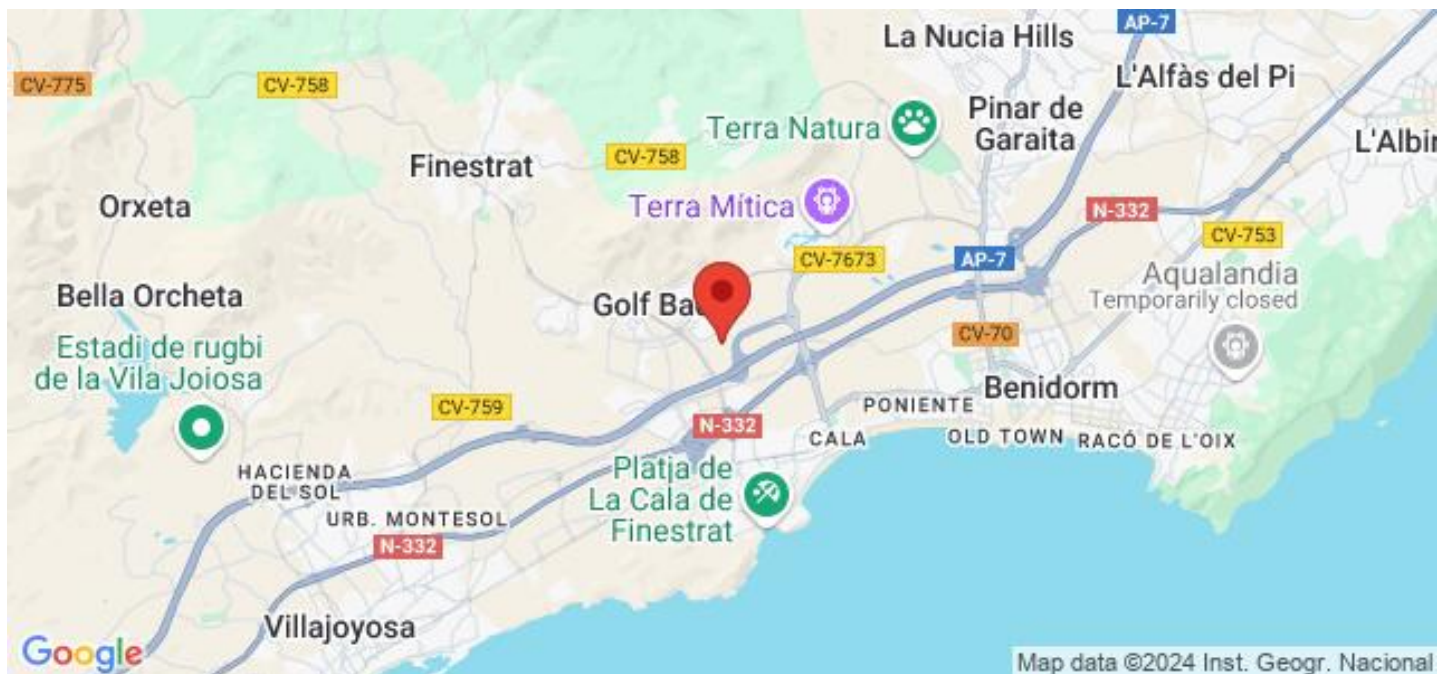 AP-7
La Nucia Hills
L'Alfàs del Pi
CV-775
CV-758
Pinar de
Garaita
Terra Natura
L'Albir
Finestrat
CV-758
Orxeta
Terra Mítica
N-332
CV-753
CV-7673
AP-7
Aqualandia
Temporarily closed
Bella Orcheta
Golf Ba
Estadi de rugbi
de la Vila Joiosa
CV-70
Benidorm
CV-759
PONIENTE
N-332
CALA
OLD TOWN
RACÓ DE L'OIX
HACIENDA
DEL SOL
Platja de
La Cala de
Finestrat
URB. MONTESOL
N-332
Villajoyosa
Google
Map data ©2024 Inst. Geogr. Nacional